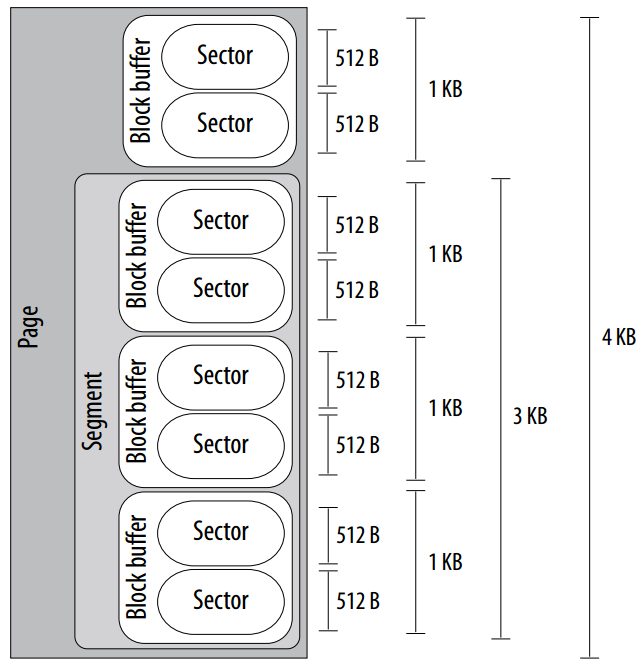 Page
Block buffer
Sector
512 B
Sector
512 B
1 KB
Segment
Block buffer
Sector
512 B
Sector
512 B
1 KB
Block buffer
Sector
512 B
Sector
512 B
1 KB
Block buffer
Sector
512 B
Sector
512 B
1 KB
3 KB
4 KB